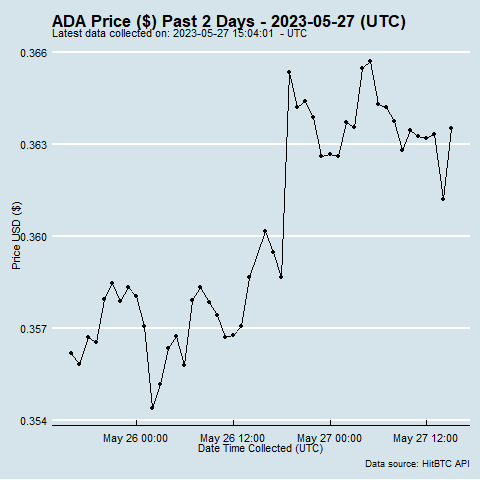 ADA Price ($) Past 2 Days - 2023-05-27 (UTC)
Latest data collected on: 2023-05-27 15:04:01 - UTC
0.366
0.363
0.360
0.357
0.354
Price USD ($)
May 26 00:00 May 26 12:00 May 27 00:00 May 27 12:00
Date Time Collected (UTC)
Data source: HitBTC API